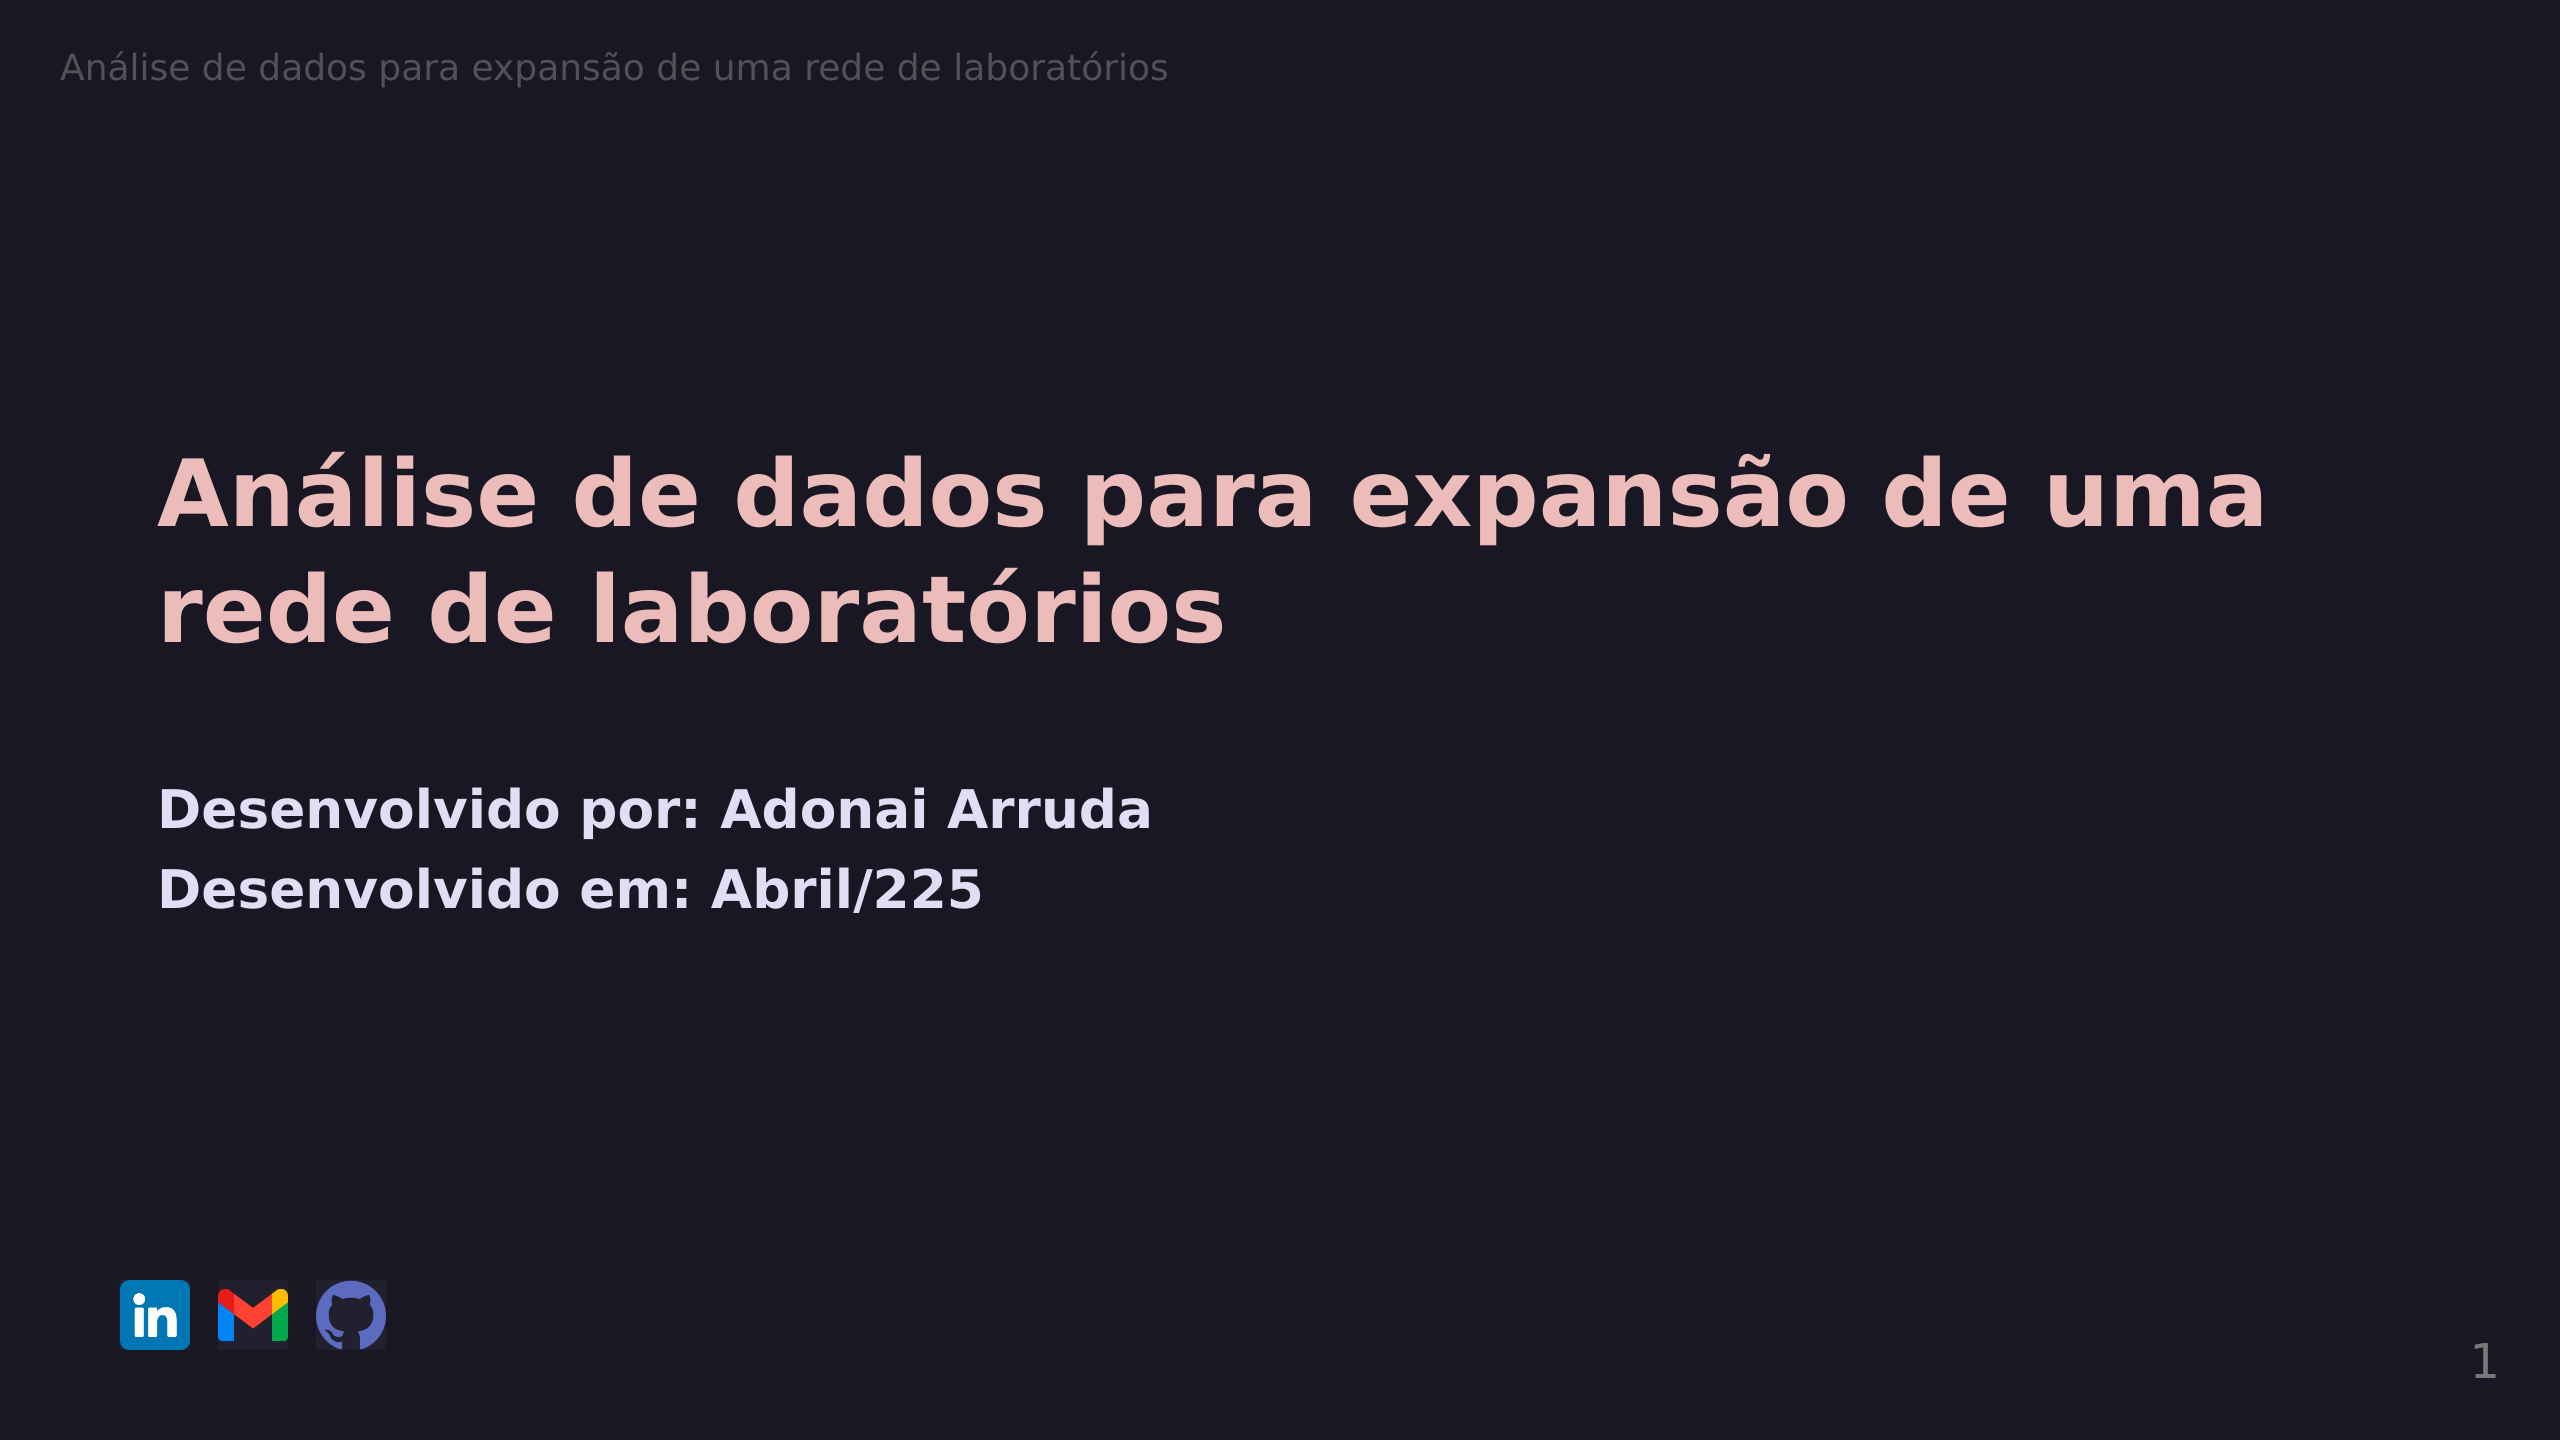 Análise de dados para expansão de uma rede de laboratórios
Análise de dados para expansão de uma
rede de laboratórios
Desenvolvido por: Adonai Arruda
Desenvolvido em: Abril/225
in
1